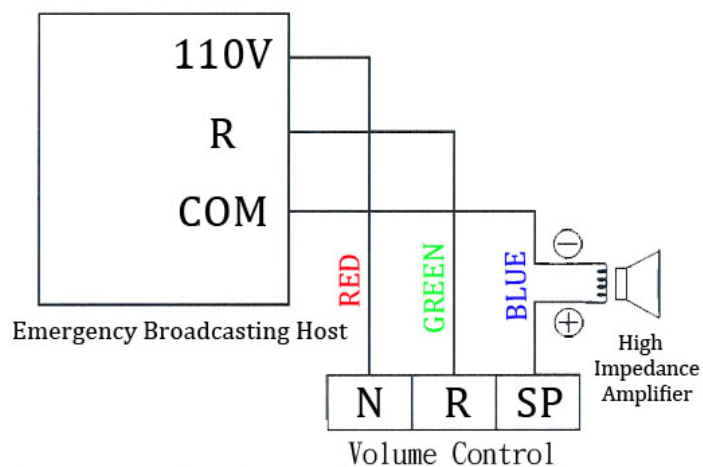 110V
R
COM
Emergency Broadcasting Host
RED
GREEN
BLUE
−
+
High
Impedance
Amplifier
N R SP
Volume Control